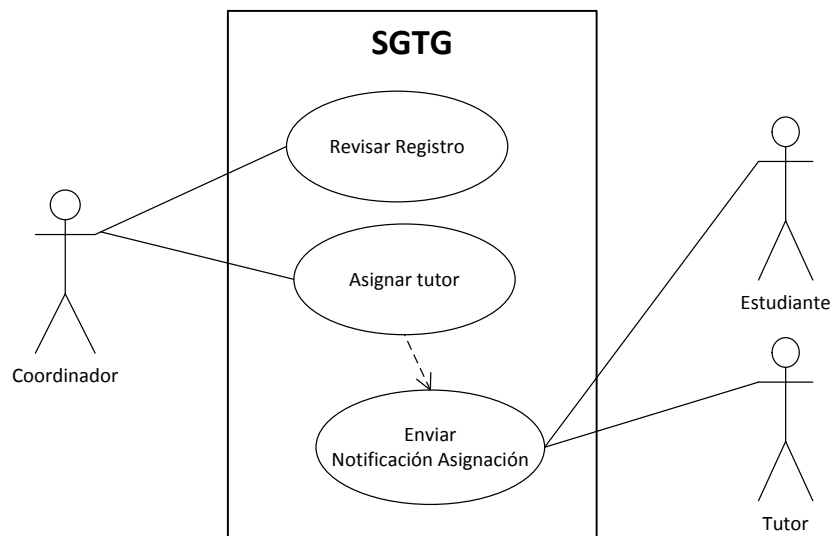 SGTG
Revisar Registro
Asignar tutor
Coordinador
Estudiante
Enviar
Notificación Asignación
Tutor